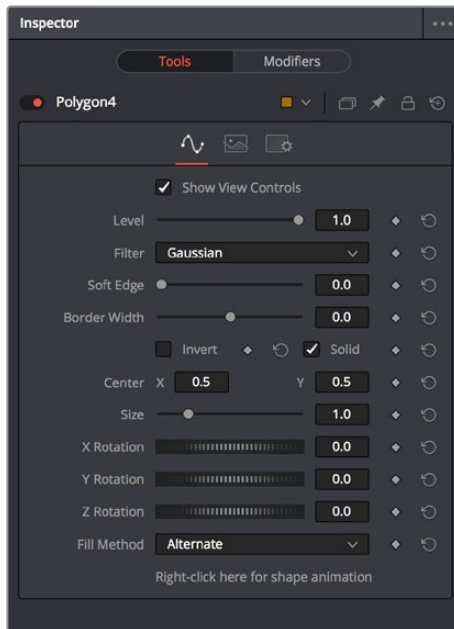 Inspector
Tools Modifiers
Polygon4
Show View Controls
Level 1.0
Filter Gaussian
Soft Edge 0.0
Border Width 0.0
Invert Solid
Center X 0.5 Y 0.5
Size 1.0
X Rotation 0.0
Y Rotation 0.0
Z Rotation 0.0
Fill Method Alternate
Right-click here for shape animation